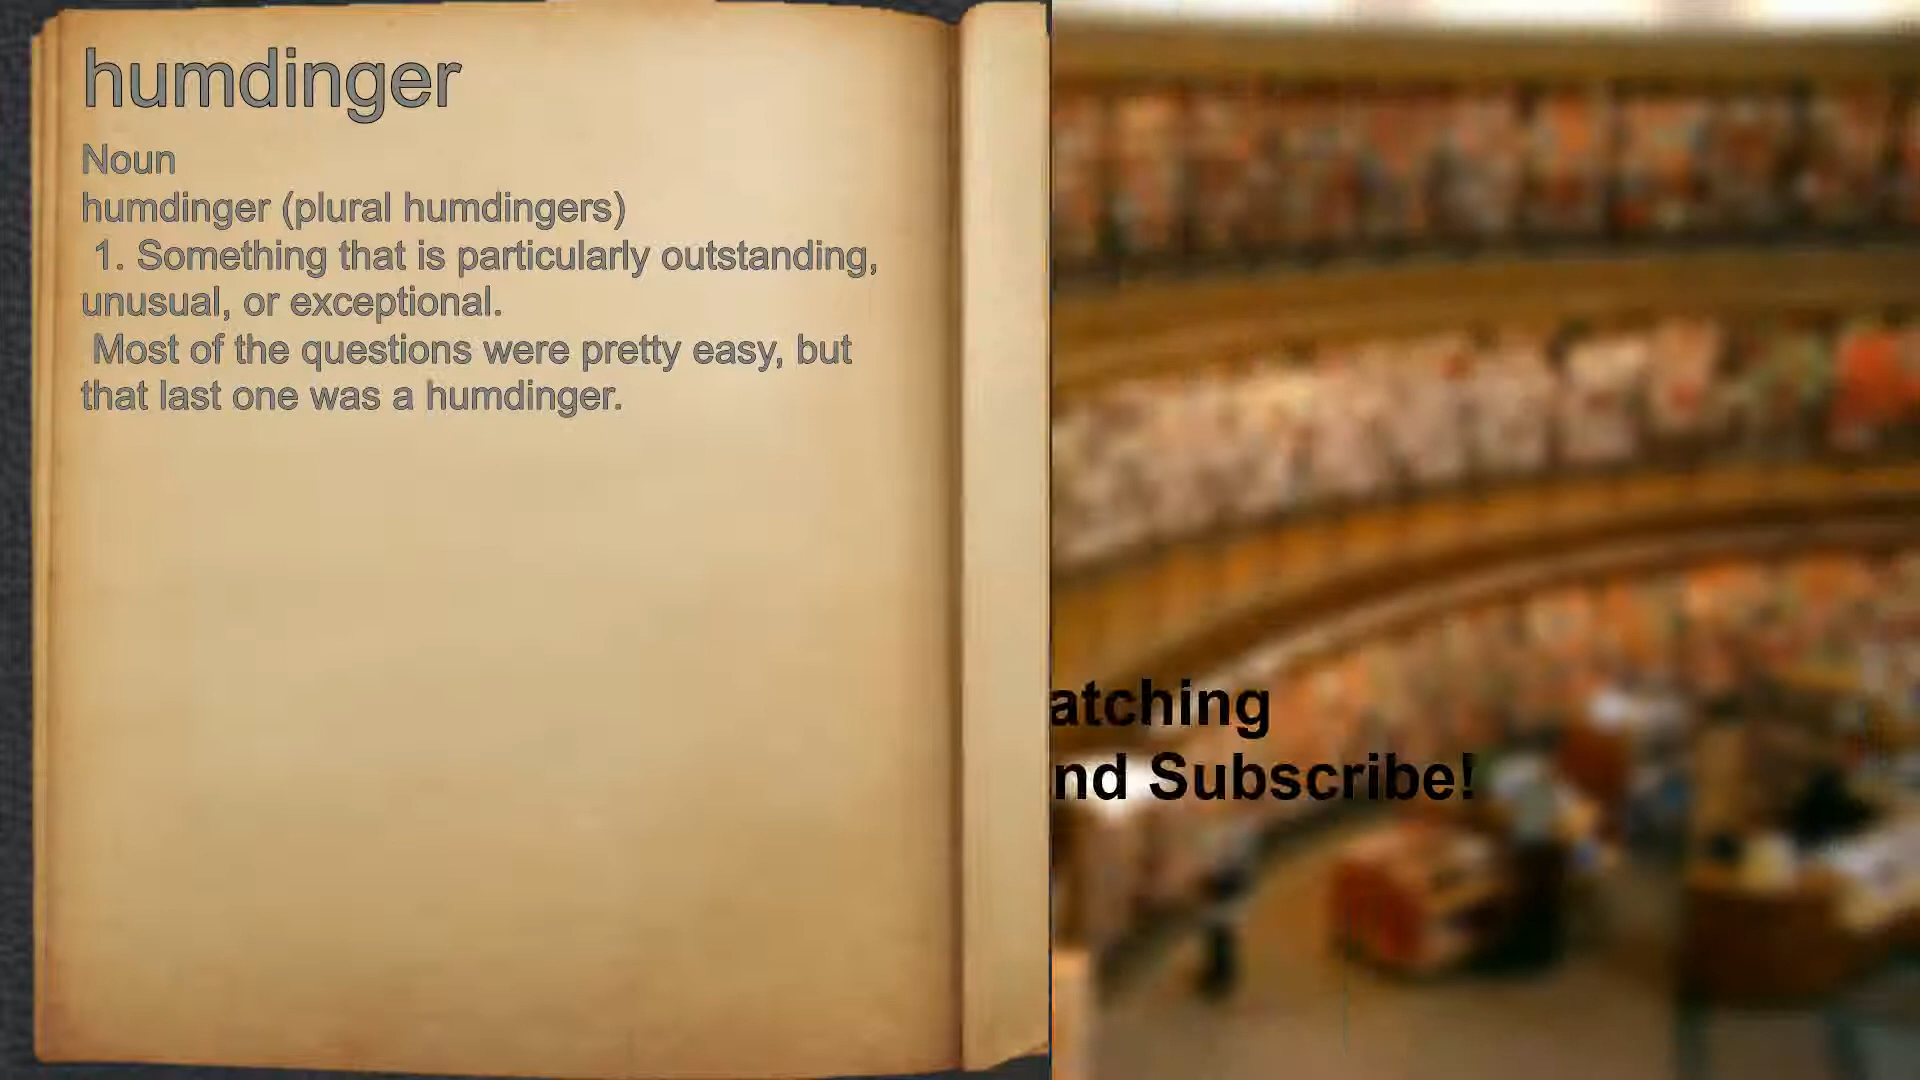 humdinger
Noun
humdinger (plural humdingers)
1. Something that is particularly outstanding,
unusual, or exceptional.
Most of the questions were pretty easy, but
that last one was a humdinger.
atching
nd Subscribe!